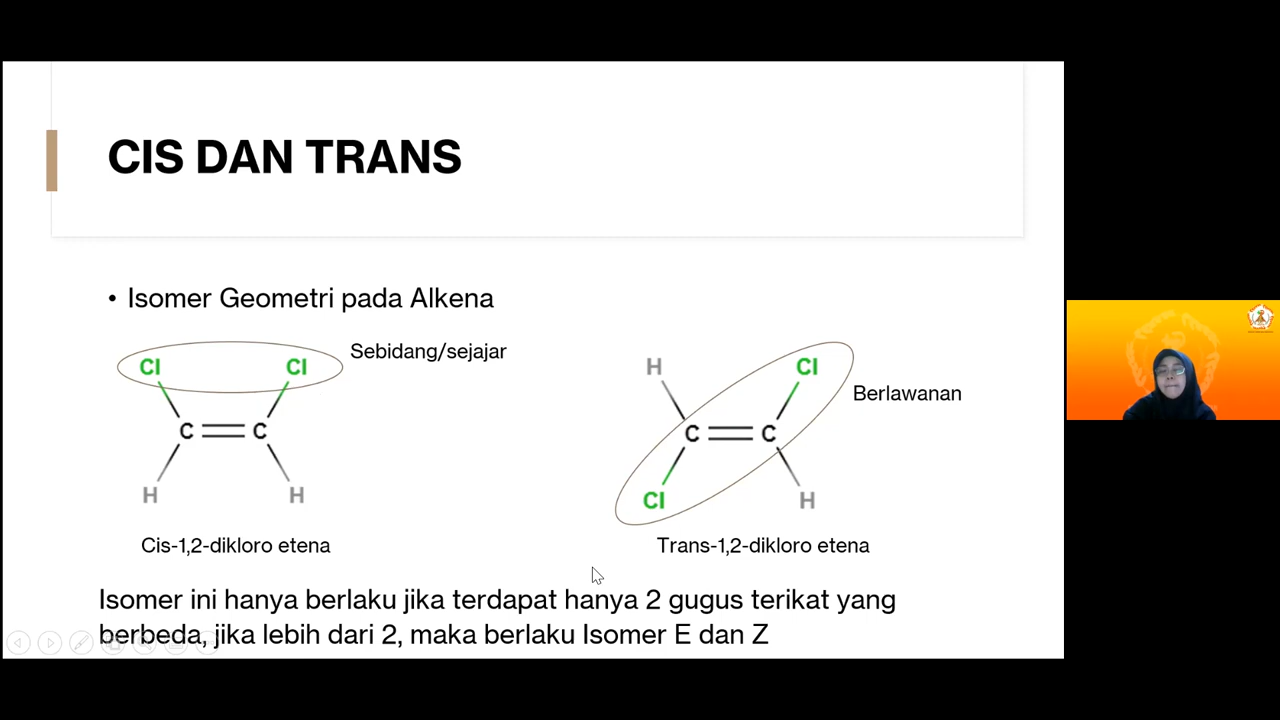 CIS DAN TRANS
• Isomer Geometri pada Alkena
Cl Cl
Sebidang/sejajar
C C
H H
Cis-1,2-dikloro etena
H Cl
Berlawanan
C C
Cl H
Trans-1,2-dikloro etena
Isomer ini hanya berlaku jika terdapat hanya 2 gugus terikat yang
berbeda, jika lebih dari 2, maka berlaku Isomer E dan Z